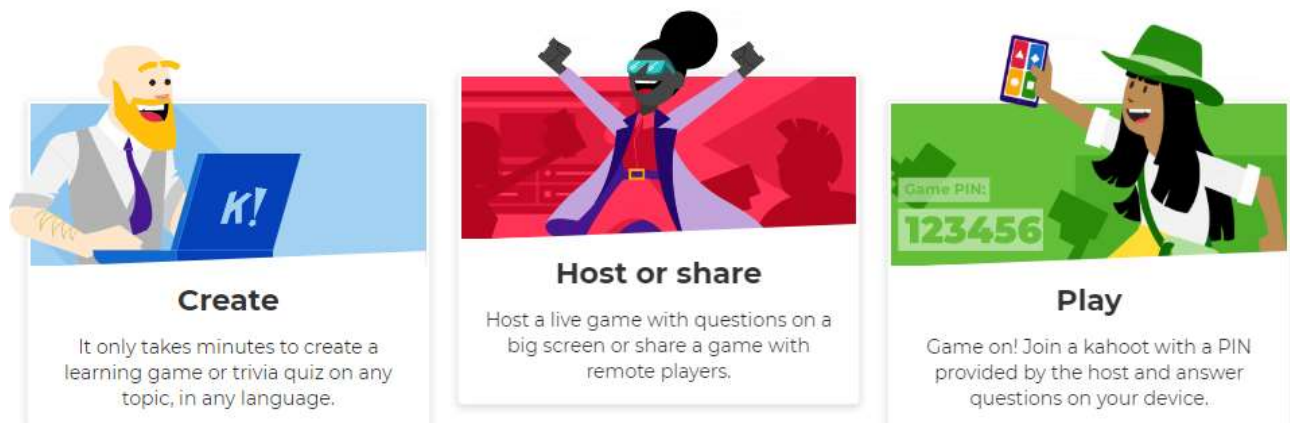 K!
Create
It only takes minutes to create a
learning game or trivia quiz on any
topic, in any language.
Host or share
Host a live game with questions on a
big screen or share a game with
remote players.
Game PIN:
123456
Play
Game on! Join a kahoot with a PIN
provided by the host and answer
questions on your device.